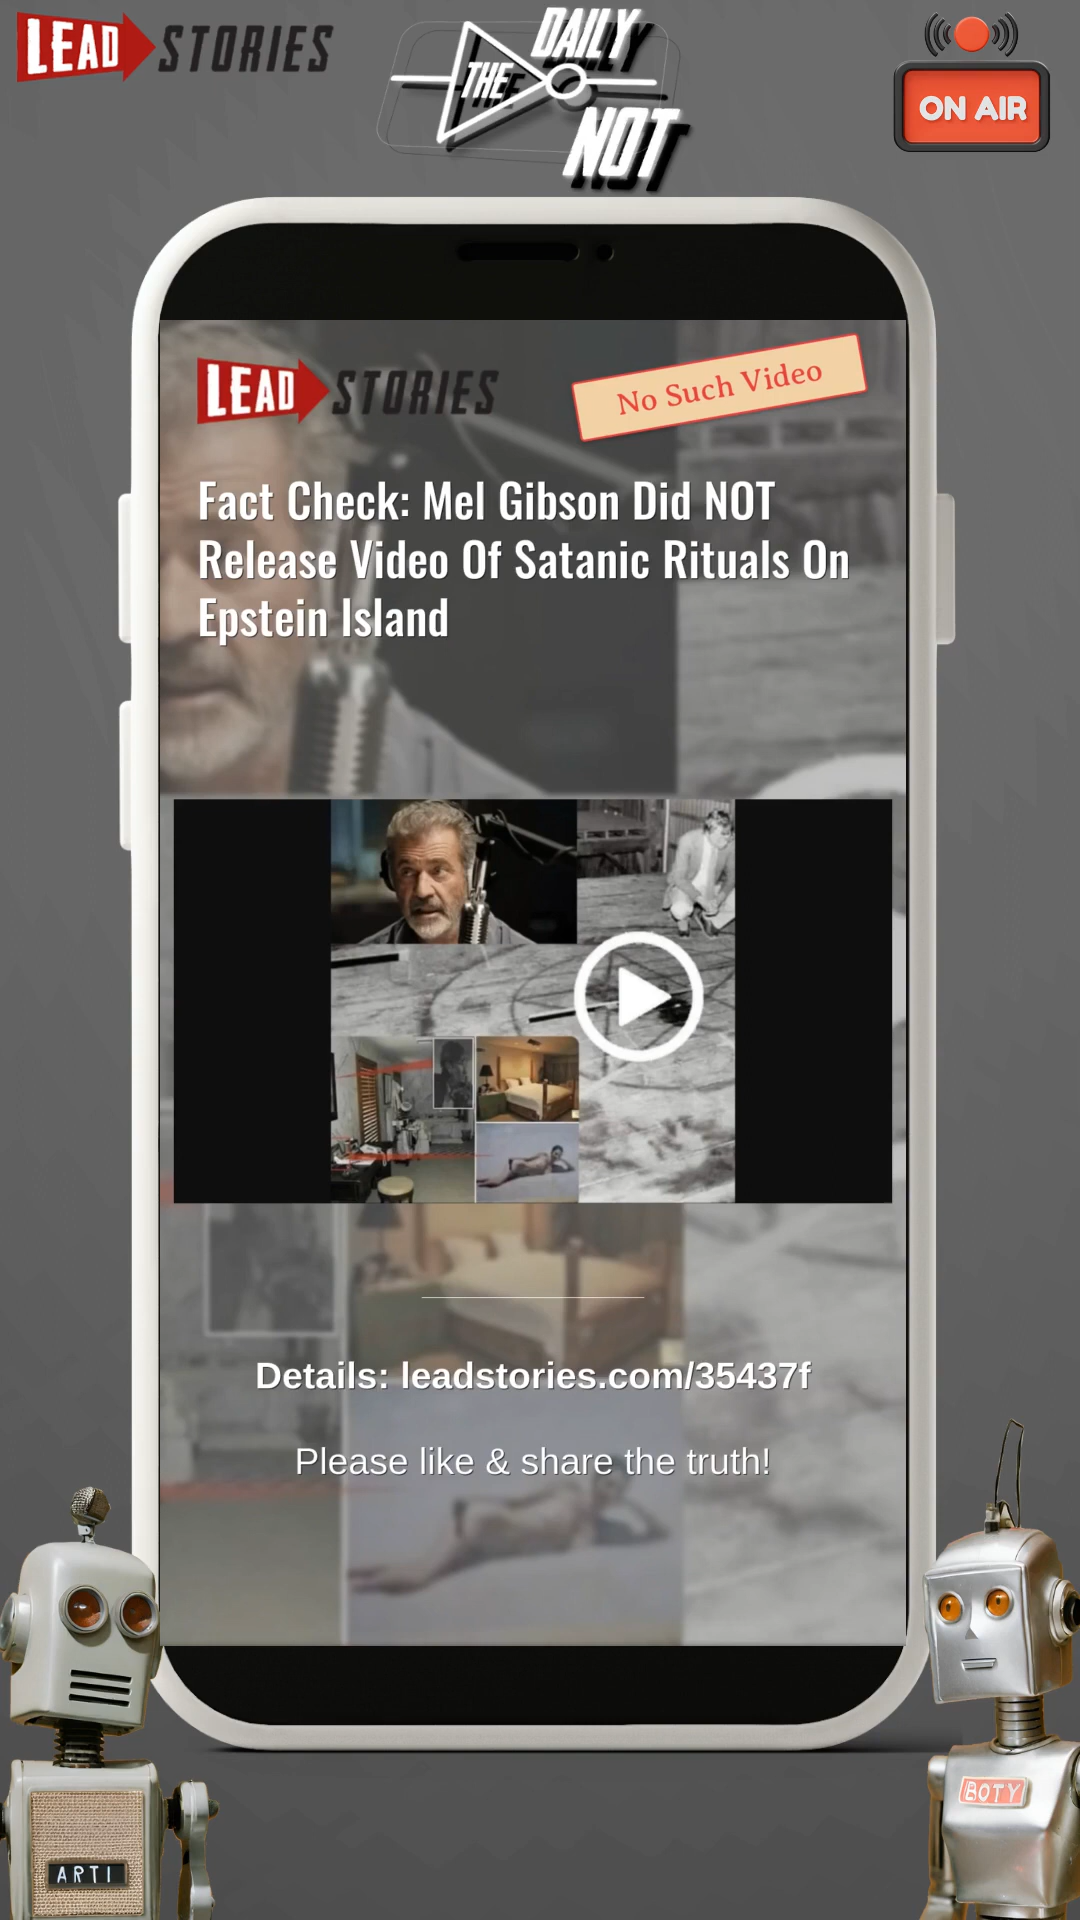 LEAD STORIES
THE DAILY NOT
ON AIR
LEAD STORIES
No Such Video
Fact Check: Mel Gibson Did NOT
Release Video Of Satanic Rituals On
Epstein Island
Details: leadstories.com/35437f
Please like & share the truth!
ARTI
BOTY